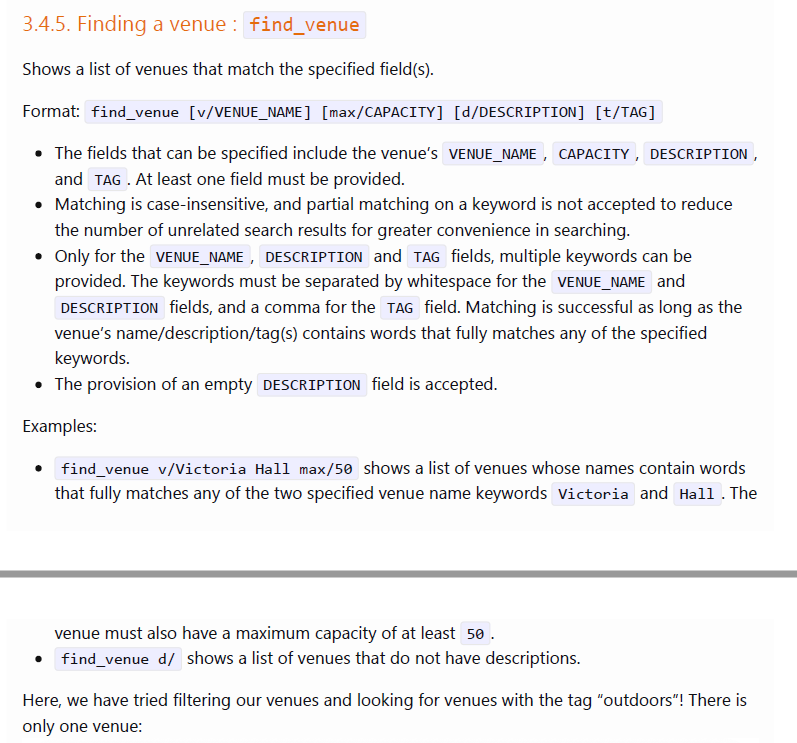 3.4.5. Finding a venue : find_venue
Shows a list of venues that match the specified field(s).
Format: find_venue [v/VENUE_NAME] [max/CAPACITY] [d/DESCRIPTION] [t/TAG]
• The fields that can be specified include the venue’s VENUE_NAME , CAPACITY , DESCRIPTION ,
and TAG . At least one field must be provided.
• Matching is case-insensitive, and partial matching on a keyword is not accepted to reduce
the number of unrelated search results for greater convenience in searching.
• Only for the VENUE_NAME , DESCRIPTION and TAG fields, multiple keywords can be
provided. The keywords must be separated by whitespace for the VENUE_NAME and
DESCRIPTION fields, and a comma for the TAG field. Matching is successful as long as the
venue’s name/description/tag(s) contains words that fully matches any of the specified
keywords.
• The provision of an empty DESCRIPTION field is accepted.
Examples:
• find_venue v/Victoria Hall max/50 shows a list of venues whose names contain words
that fully matches any of the two specified venue name keywords Victoria and Hall . The
venue must also have a maximum capacity of at least 50 .
• find_venue d/ shows a list of venues that do not have descriptions.
Here, we have tried filtering our venues and looking for venues with the tag “outdoors”! There is
only one venue: